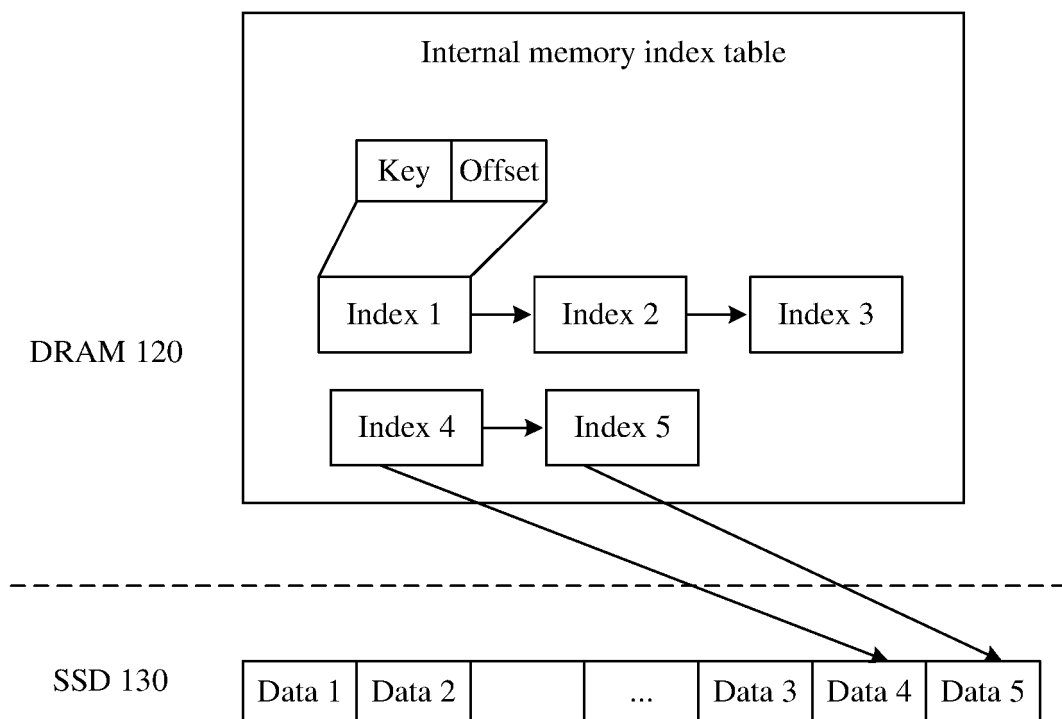 Internal memory index table
Key Offset
Index 1 Index 2 Index 3
DRAM 120
Index 4 Index 5
SSD 130
Data 1 Data 2 ... Data 3 Data 4 Data 5